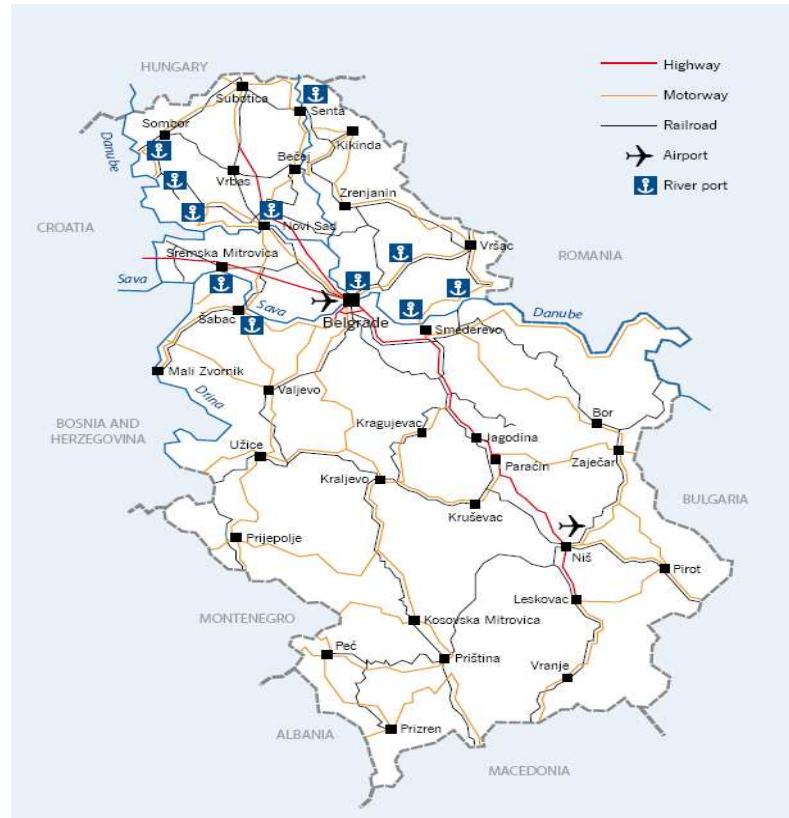 HUNGARY
Highway
Subotica
Motorway
Senta
Sombor
Railroad
Danube
Kikinda
Airport
Bečej
Vrbas
River port
Zrenjanin
CROATIA
Novi Sad
Vršac
ROMANIA
Sremska Mitrovica
Sava
Sava
Danube
Šabac
Belgrade
Smederevo
Mali Zvornik
Drina
Valjevo
BOSNIA AND
HERZEGOVINA
Kragujevac
Bor
Jagodina
Užice
Paraćin
Zaječar
Kraljevo
BULGARIA
Kruševac
Prijepolje
Niš
Pirot
Leskovac
MONTENEGRO
Kosovska Mitrovica
Peć
Priština
Vranje
ALBANIA
Prizren
MACEDONIA